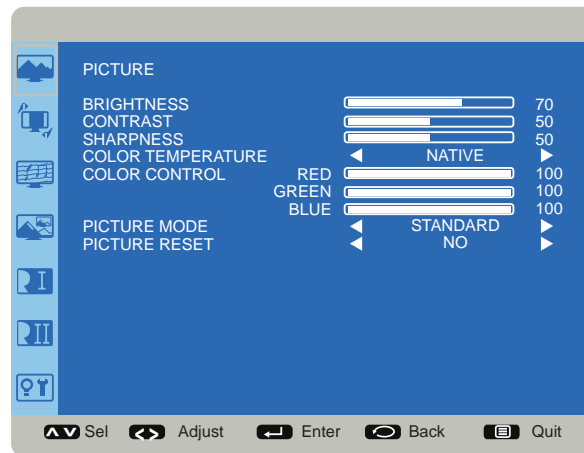 PICTURE
BRIGHTNESS 70
CONTRAST 50
SHARPNESS 50
COLOR TEMPERATURE NATIVE
COLOR CONTROL RED 100
GREEN 100
BLUE 100
PICTURE MODE STANDARD
PICTURE RESET NO
I
II
Sel Adjust Enter Back Quit